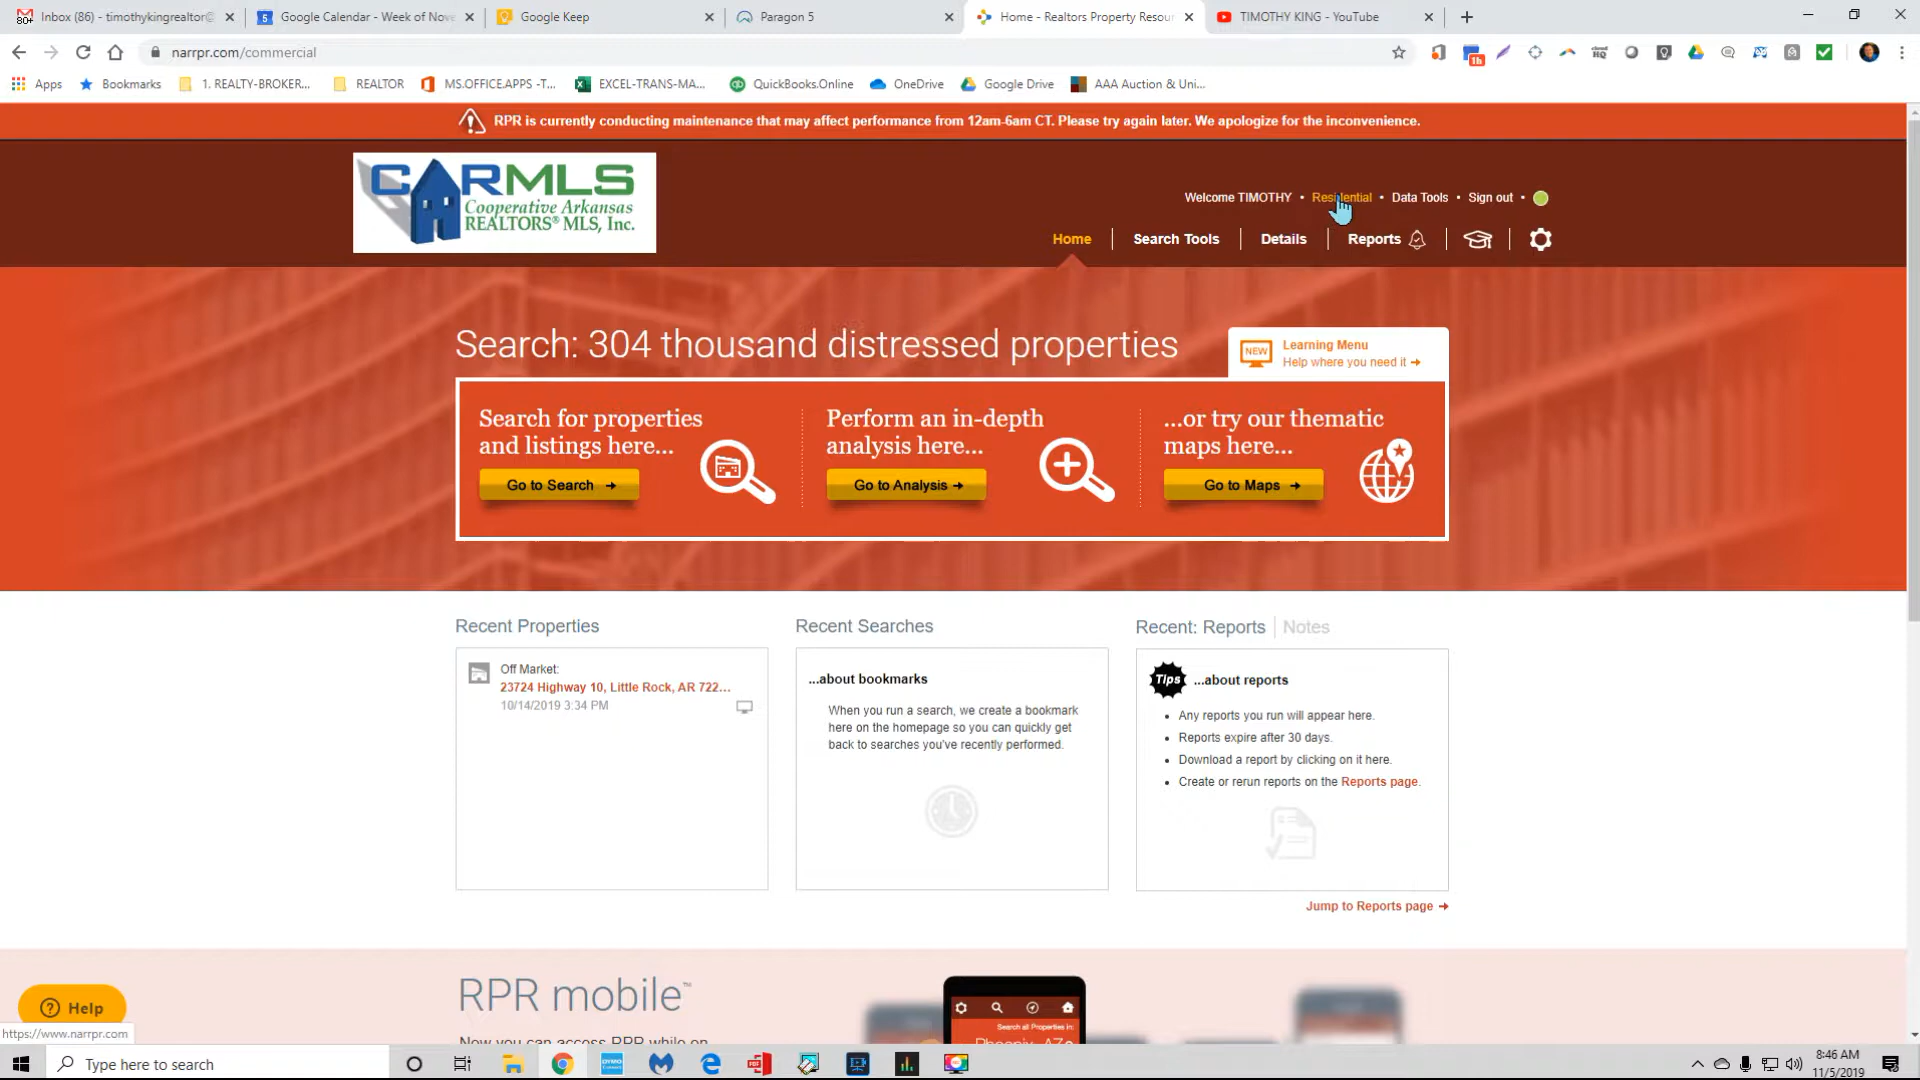 Inbox (86) - timothykingrealtor@
Google Calendar - Week of Nove
Google Keep
Paragon 5
Home - Realtors Property Resour
TIMOTHY KING - YouTube
narrpr.com/commercial
1h
Apps
Bookmarks
1. REALTY-BROKER...
REALTOR
MS.OFFICE.APPS -T...
EXCEL-TRANS-MA...
QuickBooks.Online
OneDrive
Google Drive
AAA Auction & Uni...
RPR is currently conducting maintenance that may affect performance from 12am-6am CT. Please try again later. We apologize for the inconvenience.
CARMLS
Cooperative Arkansas
REALTORS® MLS, Inc.
Welcome TIMOTHY • Residential • Data Tools • Sign out •
Home
Search Tools
Details
Reports
Search: 304 thousand distressed properties
NEW
Learning Menu
Help where you need it
Search for properties
and listings here...
Go to Search
Perform an in-depth
analysis here...
Go to Analysis
...or try our thematic
maps here...
Go to Maps
Recent Properties
Off Market:
23724 Highway 10, Little Rock, AR 722...
10/14/2019 3:34 PM
Recent Searches
...about bookmarks
When you run a search, we create a bookmark
here on the homepage so you can quickly get
back to searches you've recently performed.
Recent: Reports | Notes
Tips
...about reports
• Any reports you run will appear here.
• Reports expire after 30 days.
• Download a report by clicking on it here.
• Create or rerun reports on the Reports page.
Jump to Reports page
RPR mobile™
Now you can access RPR while on
Search all Properties in:
Phoenix, AZ
Help
https://www.narrpr.com
Type here to search
8:46 AM
11/5/2019